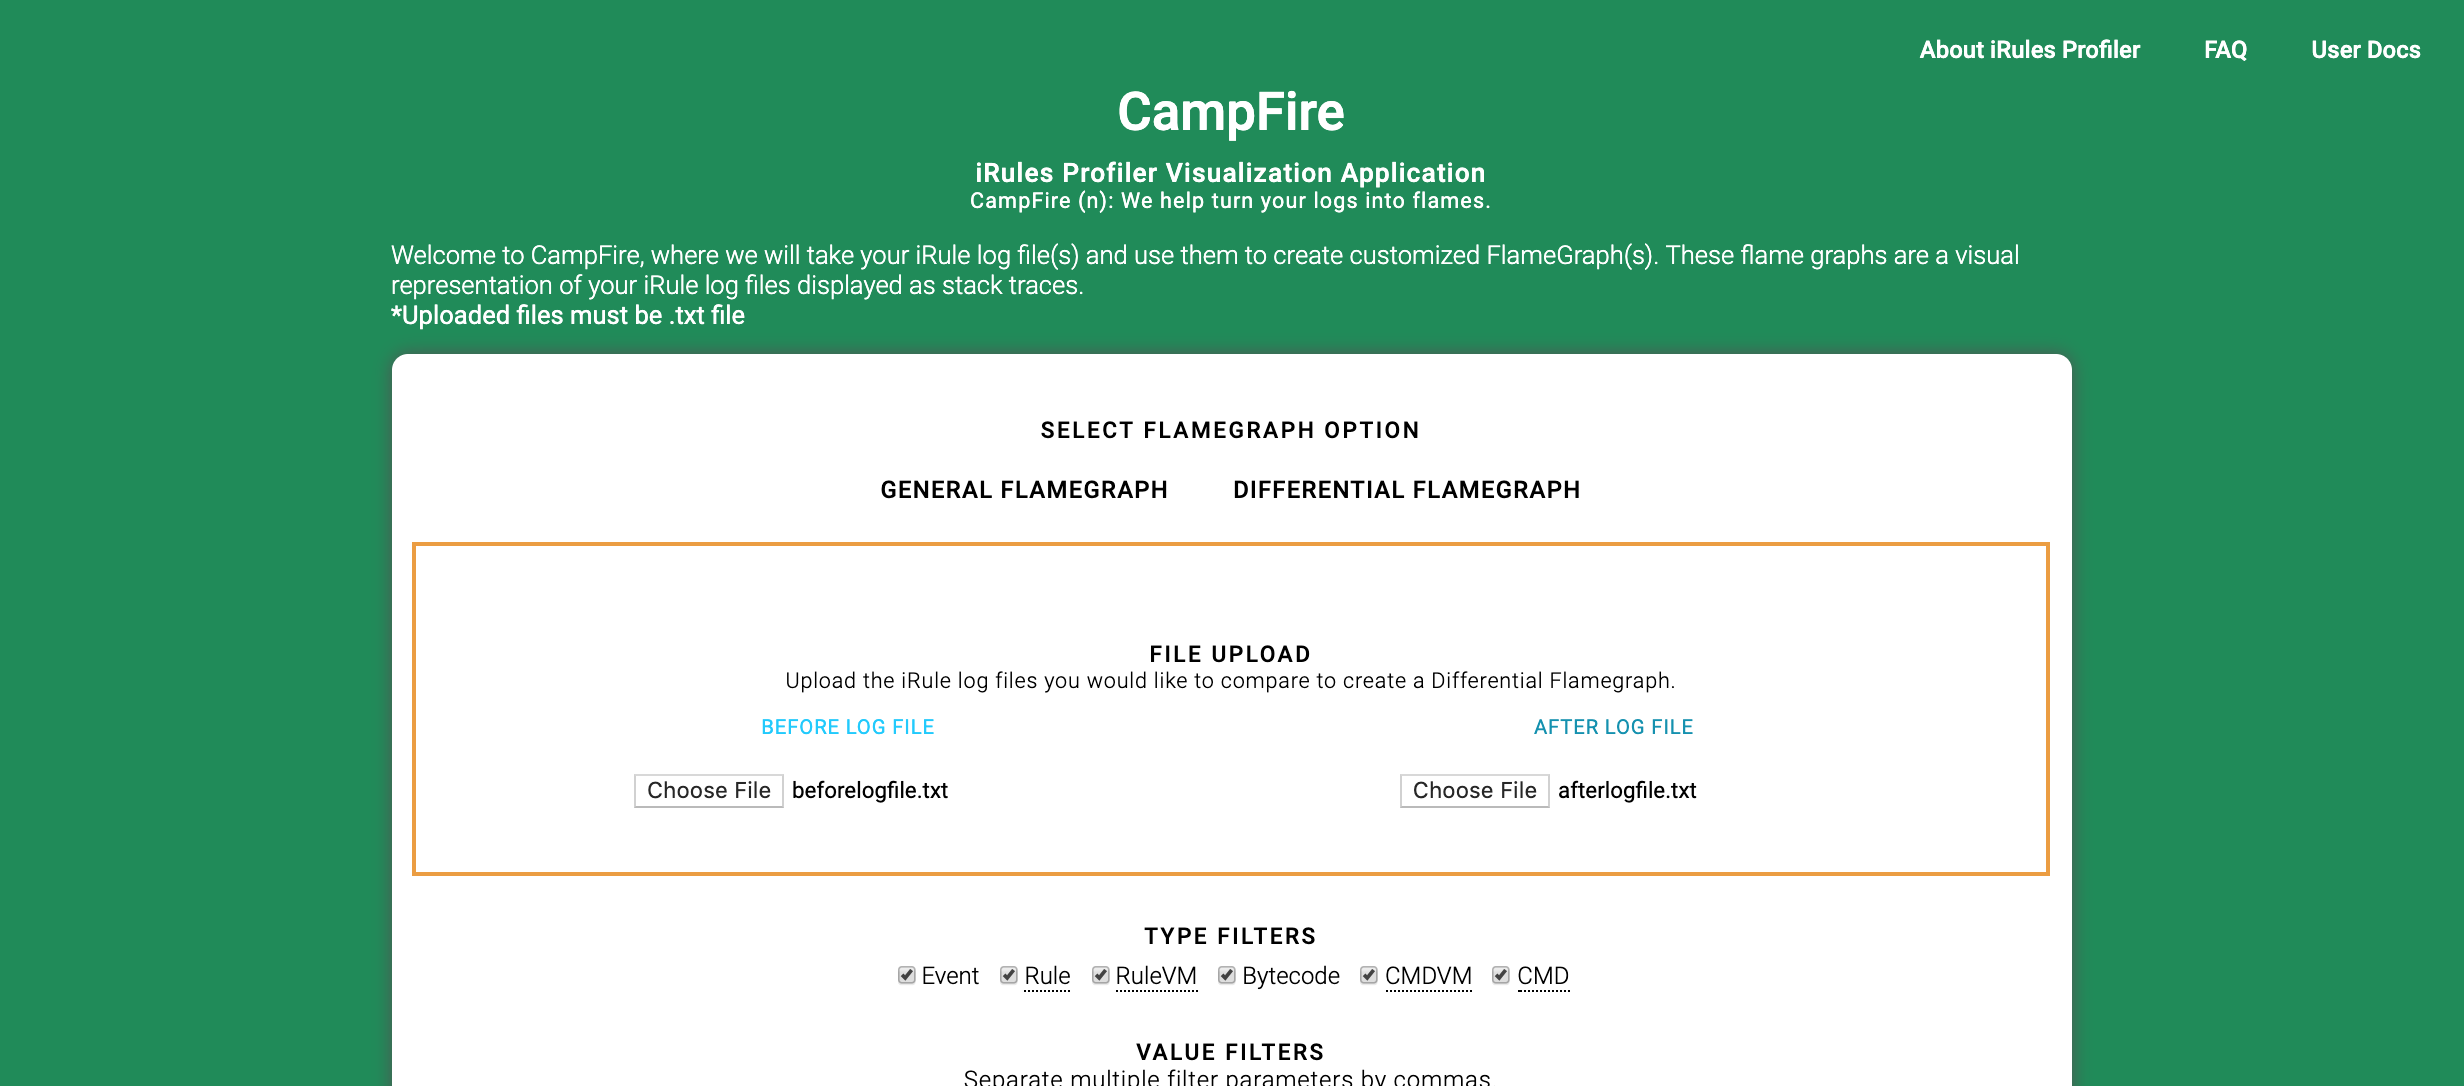 About iRules Profiler FAQ User Docs
CampFire
iRules Profiler Visualization Application
CampFire (n): We help turn your logs into flames.
Welcome to CampFire, where we will take your iRule log file(s) and use them to create customized FlameGraph(s). These flame graphs are a visual
representation of your iRule log files displayed as stack traces.
*Uploaded files must be .txt file
SELECT FLAMEGRAPH OPTION
GENERAL FLAMEGRAPH DIFFERENTIAL FLAMEGRAPH
FILE UPLOAD
Upload the iRule log files you would like to compare to create a Differential Flamegraph.
BEFORE LOG FILE AFTER LOG FILE
Choose File beforelogfile.txt Choose File afterlogfile.txt
TYPE FILTERS
Event Rule RuleVM Bytecode CMDVM CMD
VALUE FILTERS
Separate multiple filter parameters by commas